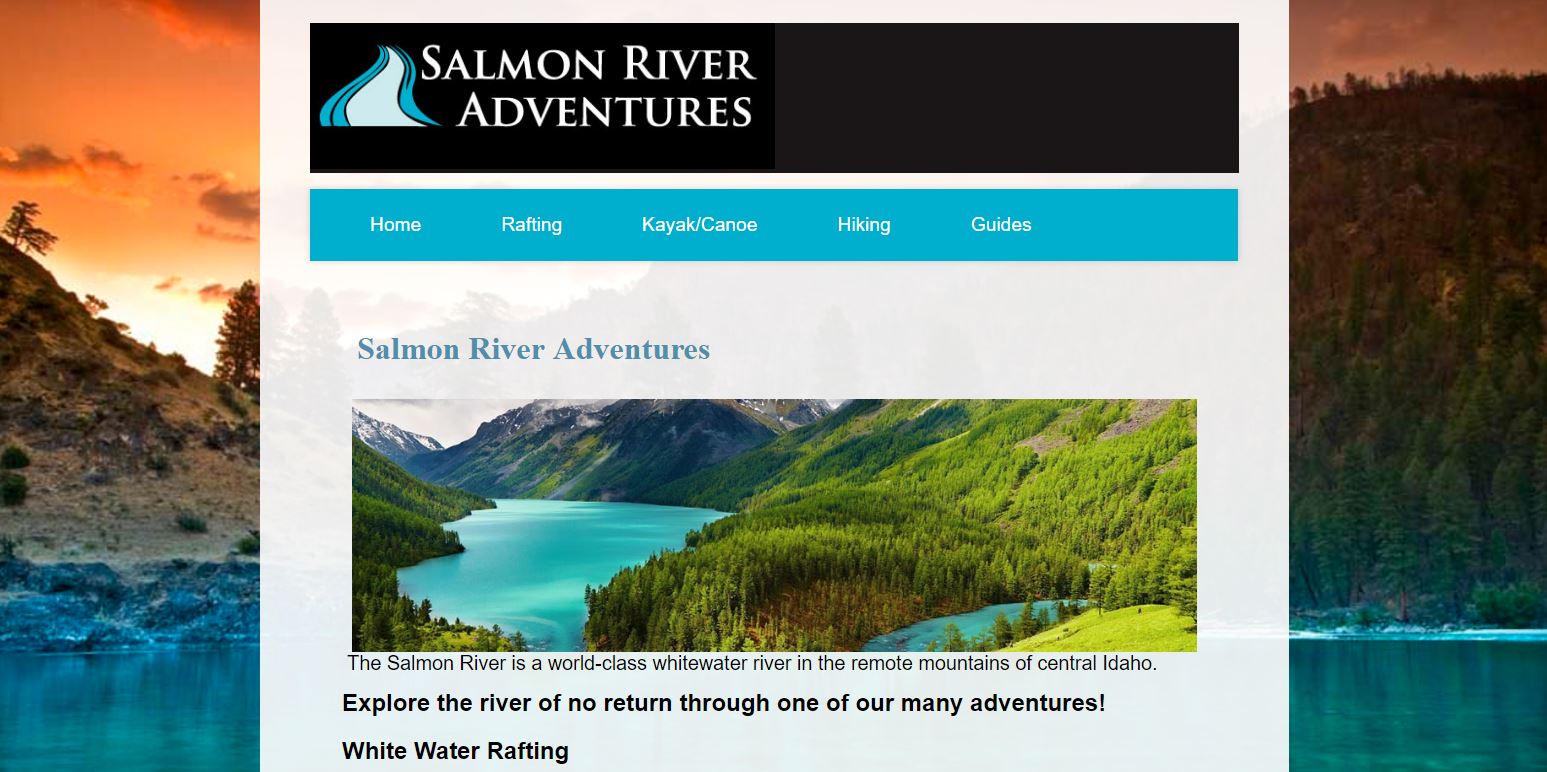 SALMON RIVER
ADVENTURES
Home Rafting Kayak/Canoe Hiking Guides
Salmon River Adventures
The Salmon River is a world-class whitewater river in the remote mountains of central Idaho.
Explore the river of no return through one of our many adventures!
White Water Rafting